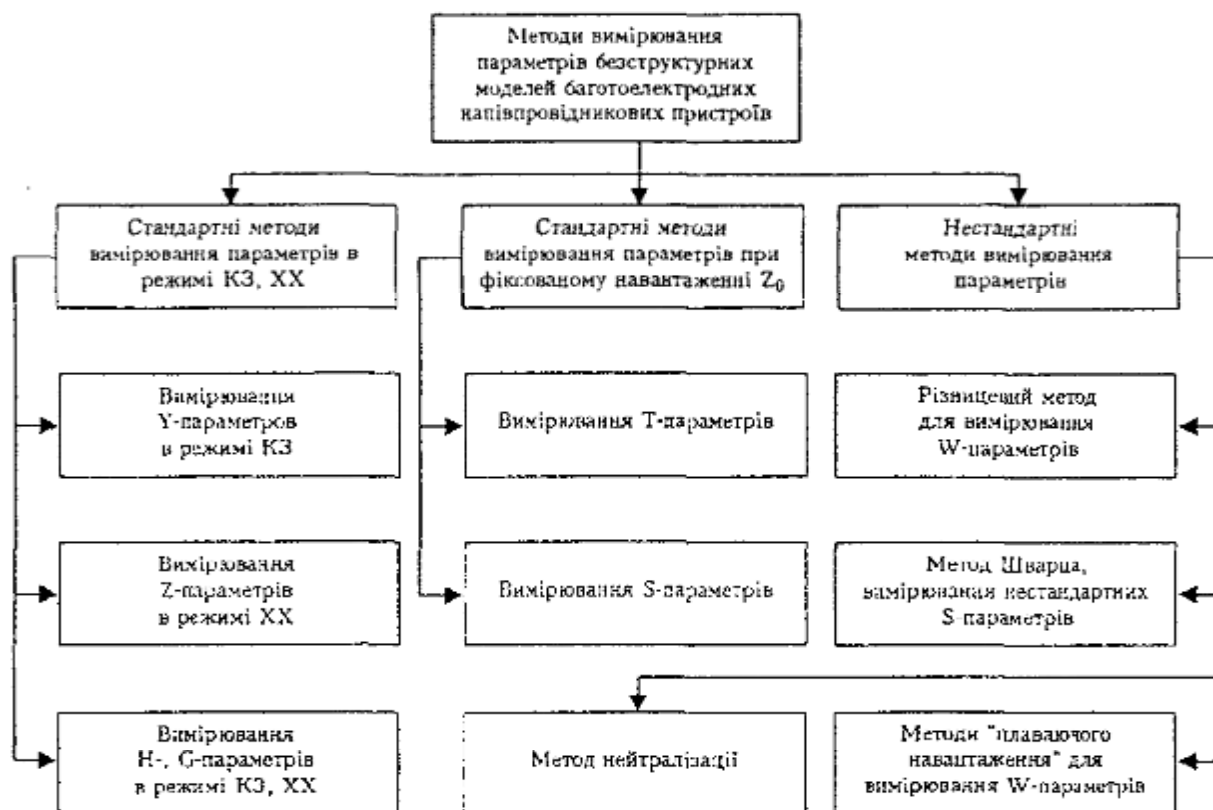 Методи вимірювання
параметрів безструктурних
моделей баготоелектродних
напівпровідникових пристроїв
Стандартні методи
вимірювання параметрів в
режимі КЗ, ХХ
Стандартні методи
вимірювання параметрів при
фіксованому навантаженні Z₀
Нестандартні
методи вимірювання
параметрів
Вимірювання
Y-параметров
в режимі КЗ
Вимірювання Т-параметрів
Різницевий метод
для вимірювання
W-параметрів
Вимірювання
Z-параметрів
в режимі ХХ
Вимірювання S-параметрів
Метод Шварца,
вимірювання нестандартних
S-параметрів
Вимірювання
Н-, G-параметрів
в режимі КЗ, ХХ
Метод нейтралізації
Методи "плаваючого
навантаження" для
вимірювання W-параметрів